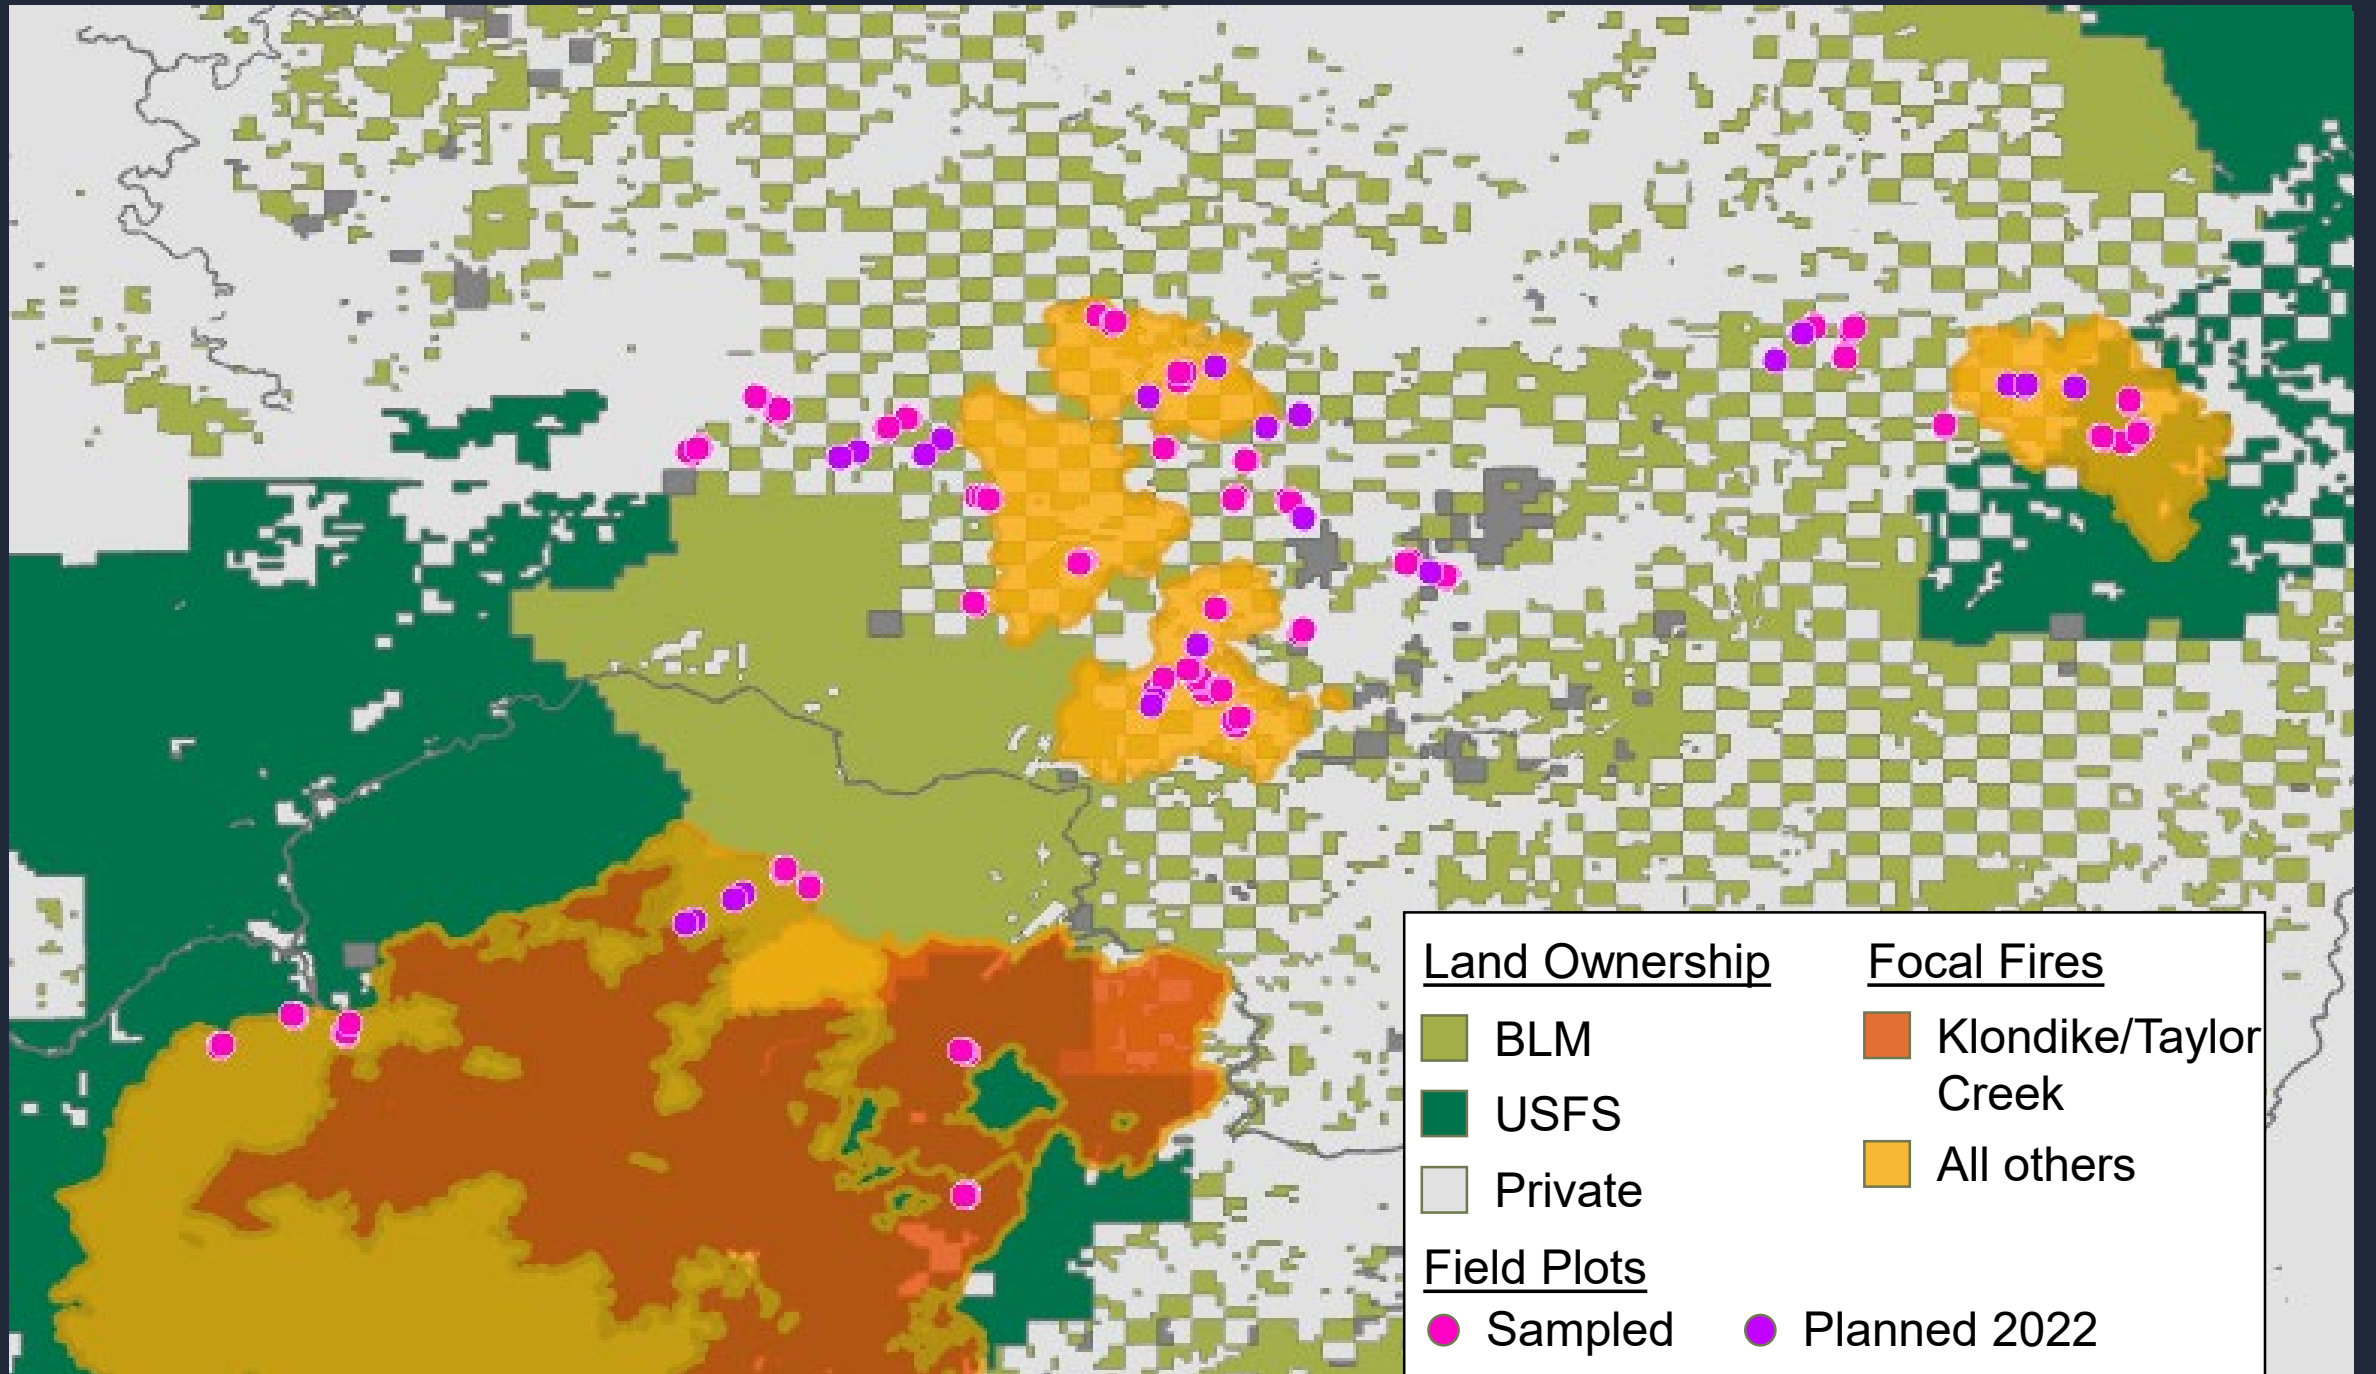 Land Ownership
BLM
USFS
Private
Focal Fires
Klondike/Taylor
Creek
All others
Field Plots
Sampled
Planned 2022